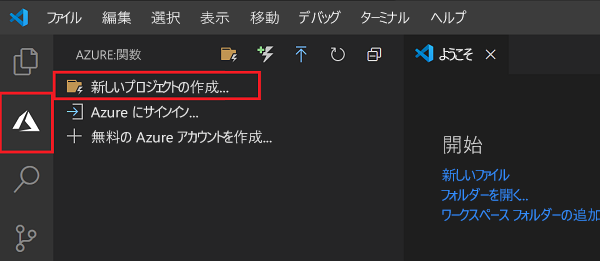 ファイル 編集 選択 表示 移動 デバッグ ターミナル ヘルプ
AZURE:関数
ようこそ
新しいプロジェクトの作成...
Azure にサインイン...
無料の Azure アカウントを作成...
開始
新しいファイル
フォルダーを開く...
ワークスペース フォルダーの追加